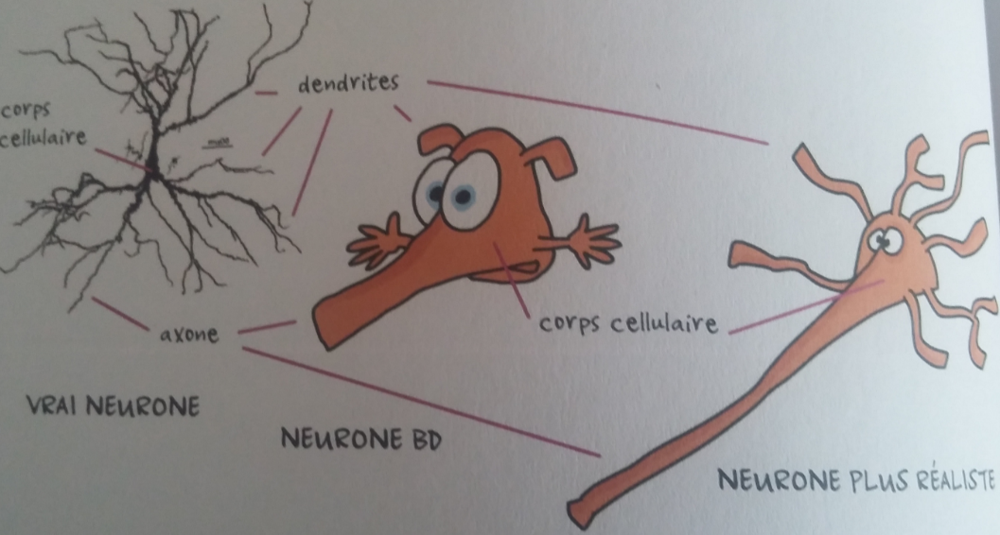 dendrites
corps
cellulaire
corps cellulaire
axone
VRAI NEURONE
NEURONE BD
NEURONE PLUS RÉALISTE